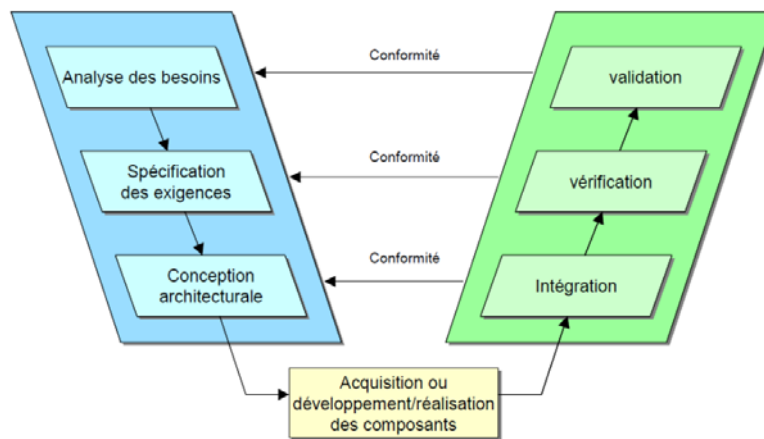 Analyse des besoins
Conformité
validation
Spécification
des exigences
Conformité
vérification
Conception
architecturale
Conformité
Intégration
Acquisition ou
développement/réalisation
des composants